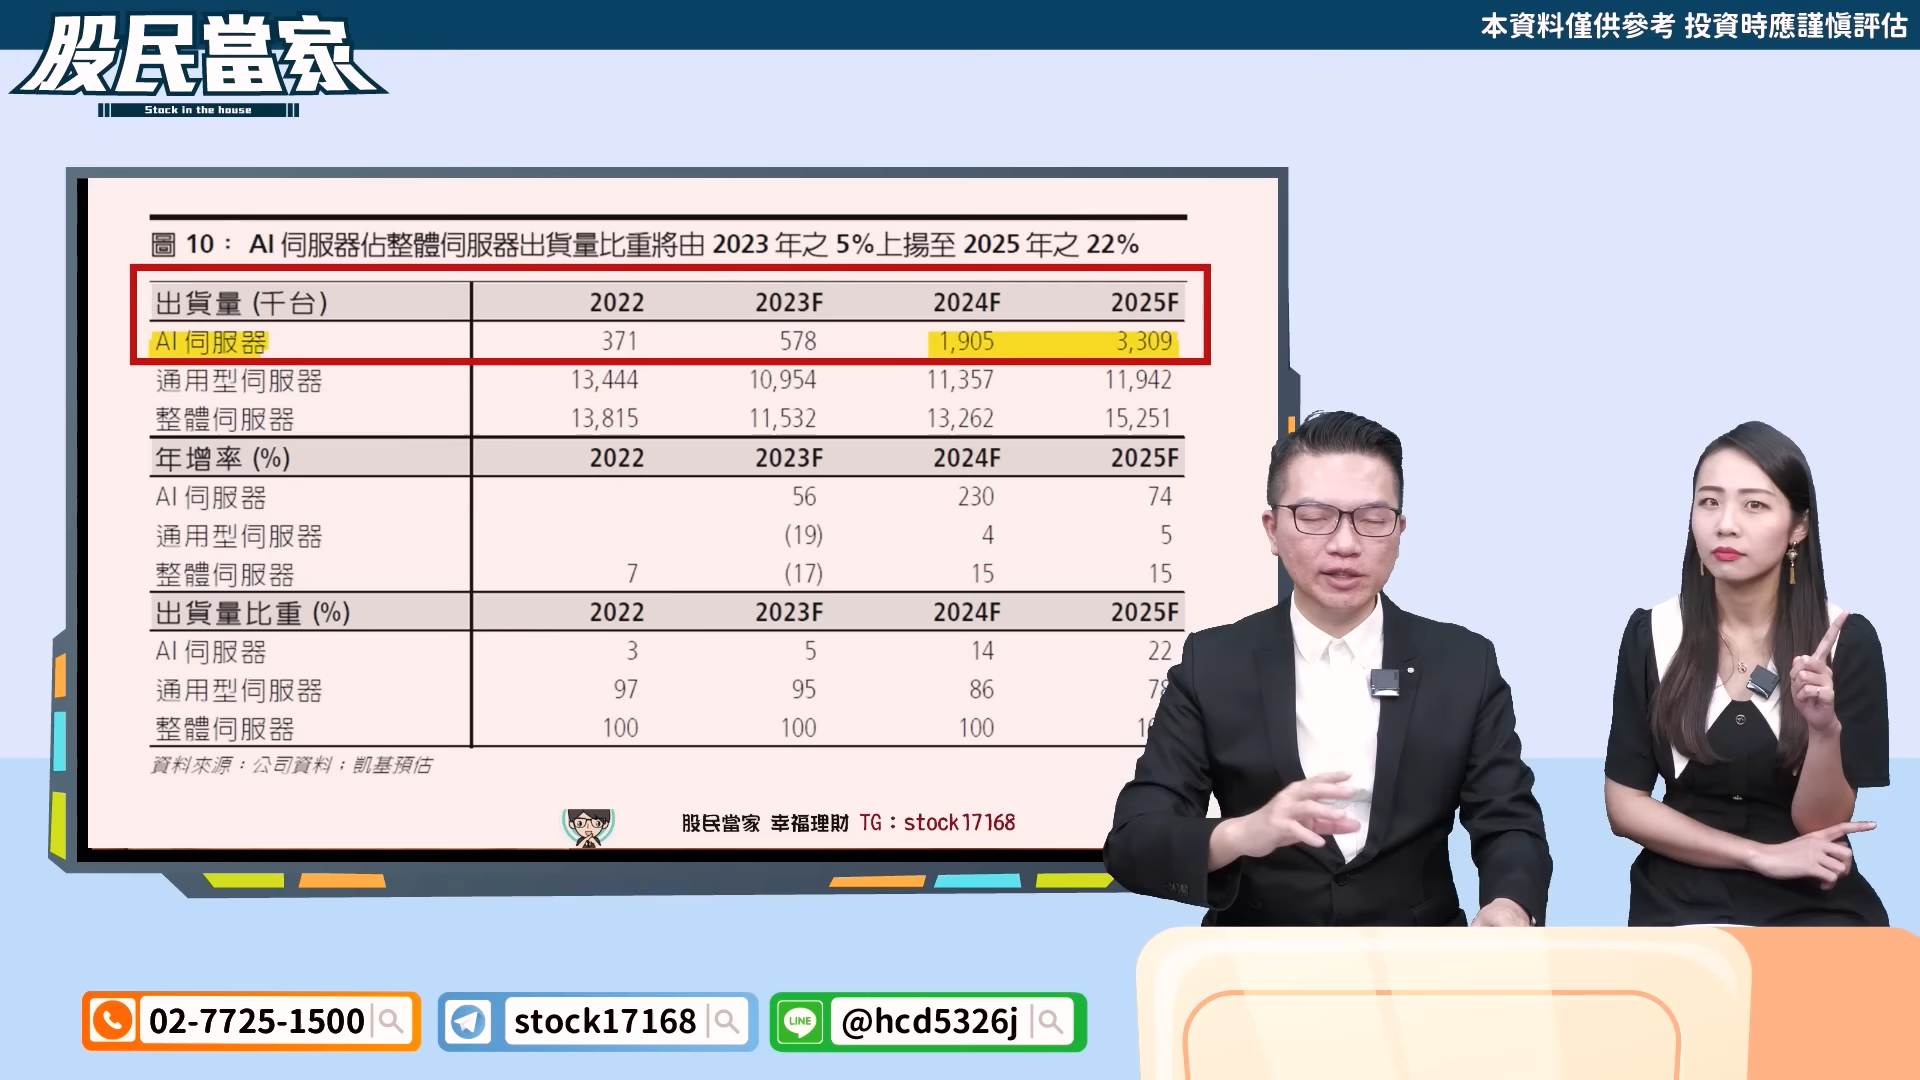 股民當家
Stock in the house
本資料僅供參考 投資時應謹慎評估
圖 10： AI 伺服器佔整體伺服器出貨量比重將由 2023 年之 5%上揚至 2025 年之 22%
出貨量 (千台) 2022 2023F 2024F 2025F
AI 伺服器 371 578 1,905 3,309
通用型伺服器 13,444 10,954 11,357 11,942
整體伺服器 13,815 11,532 13,262 15,251
年增率 (%) 2022 2023F 2024F 2025F
AI 伺服器 56 230 74
通用型伺服器 (19) 4 5
整體伺服器 7 (17) 15 15
出貨量比重 (%) 2022 2023F 2024F 2025F
AI 伺服器 3 5 14 22
通用型伺服器 97 95 86
整體伺服器 100 100 100
資料來源：公司資料；凱基預估
股民當家 幸福理財 TG：stock17168
02-7725-1500
stock17168
LINE
@hcd5326j